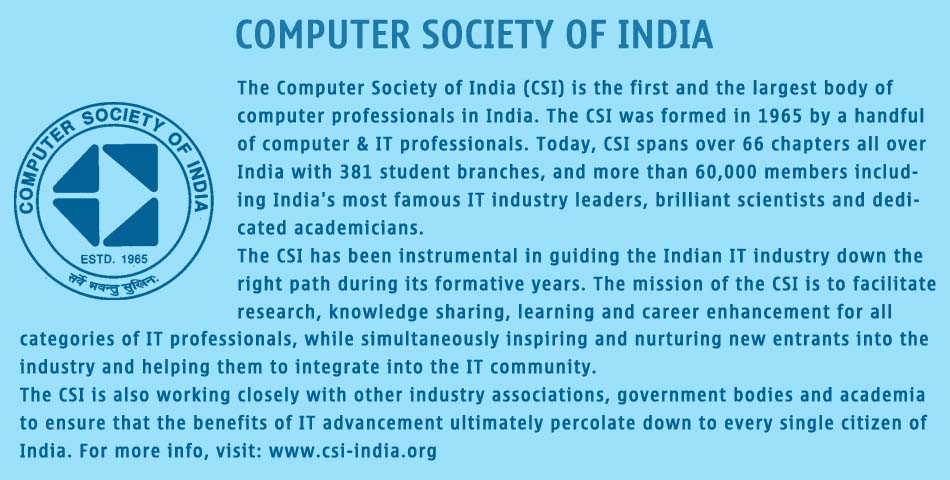 COMPUTER SOCIETY OF INDIA
The Computer Society of India (CSI) is the first and the largest body of
computer professionals in India. The CSI was formed in 1965 by a handful
of computer & IT professionals. Today, CSI spans over 66 chapters all over
India with 381 student branches, and more than 60,000 members includ-
ing India's most famous IT industry leaders, brilliant scientists and dedi-
cated academicians.
The CSI has been instrumental in guiding the Indian IT industry down the
right path during its formative years. The mission of the CSI is to facilitate
research, knowledge sharing, learning and career enhancement for all
categories of IT professionals, while simultaneously inspiring and nurturing new entrants into the
industry and helping them to integrate into the IT community.
The CSI is also working closely with other industry associations, government bodies and academia
to ensure that the benefits of IT advancement ultimately percolate down to every single citizen of
India. For more info, visit: www.csi-india.org
COMPUTER SOCIETY OF INDIA
ESTD. 1965
सर्वे भवन्तु सुखिनः